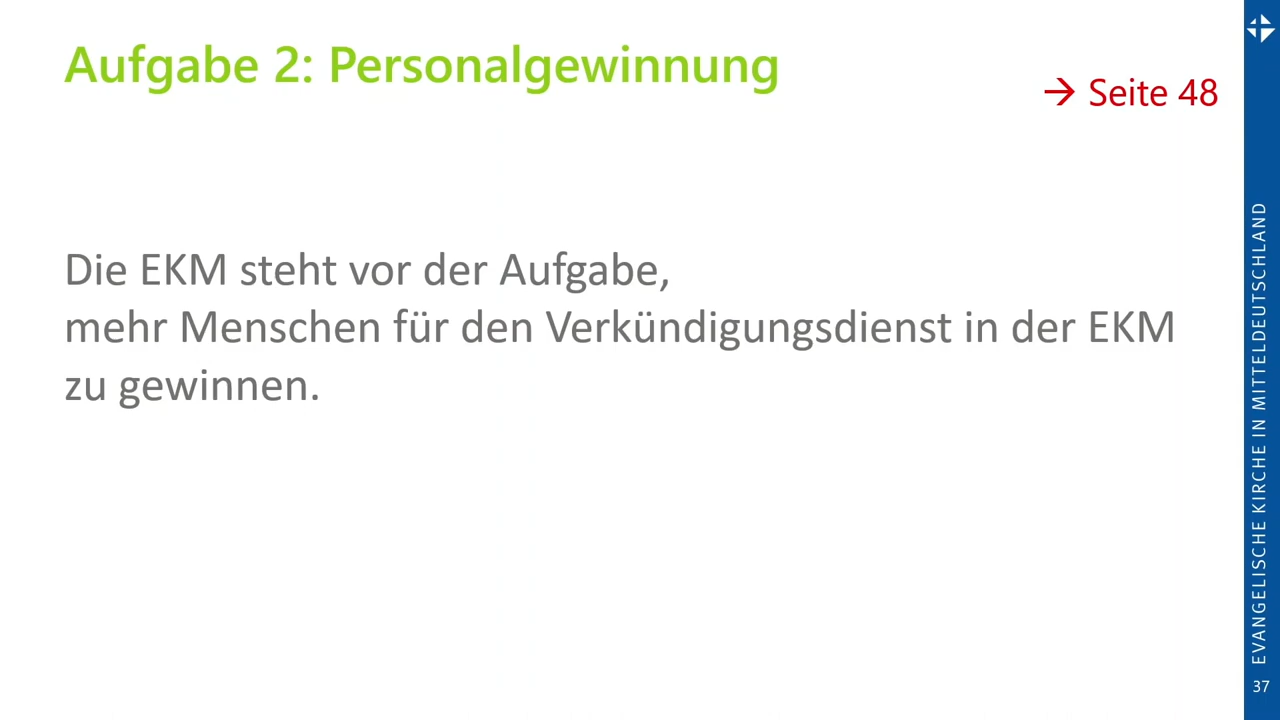 Aufgabe 2: Personalgewinnung
→ Seite 48
Die EKM steht vor der Aufgabe,
mehr Menschen für den Verkündigungsdienst in der EKM
zu gewinnen.
EVANGELISCHE KIRCHE IN MITTELDEUTSCHLAND
37